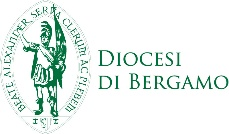 BEATE ALEXANDER SERVA CLERUM AC PLEBEM
DIOCESI
DI BERGAMO